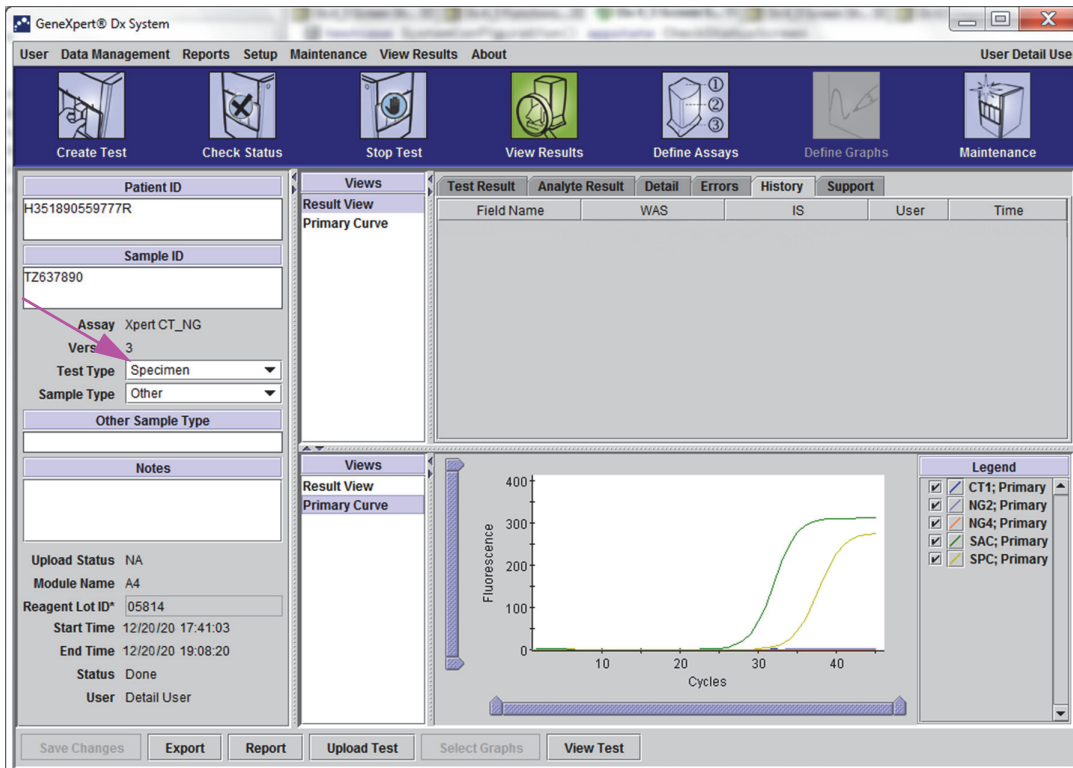 GeneXpert® Dx System
User Data Management Reports Setup Maintenance View Results About
User Detail Use
Create Test
Check Status
Stop Test
View Results
① ② ③
Define Assays
Define Graphs
Maintenance
Patient ID
H351890559777R
Sample ID
TZ637890
Assay Xpert CT_NG
Vers 3
Test Type Specimen
Sample Type Other
Other Sample Type
Notes
Upload Status NA
Module Name A4
Reagent Lot ID* 05814
Start Time 12/20/20 17:41:03
End Time 12/20/20 19:08:20
Status Done
User Detail User
Views
Result View
Primary Curve
Test Result Analyte Result Detail Errors History Support
Field Name WAS IS User Time
Views
Result View
Primary Curve
400
300
200
100
0
Fluorescence
10 20 30 40
Cycles
Legend
CT1; Primary
NG2; Primary
NG4; Primary
SAC; Primary
SPC; Primary
Save Changes Export Report Upload Test Select Graphs View Test